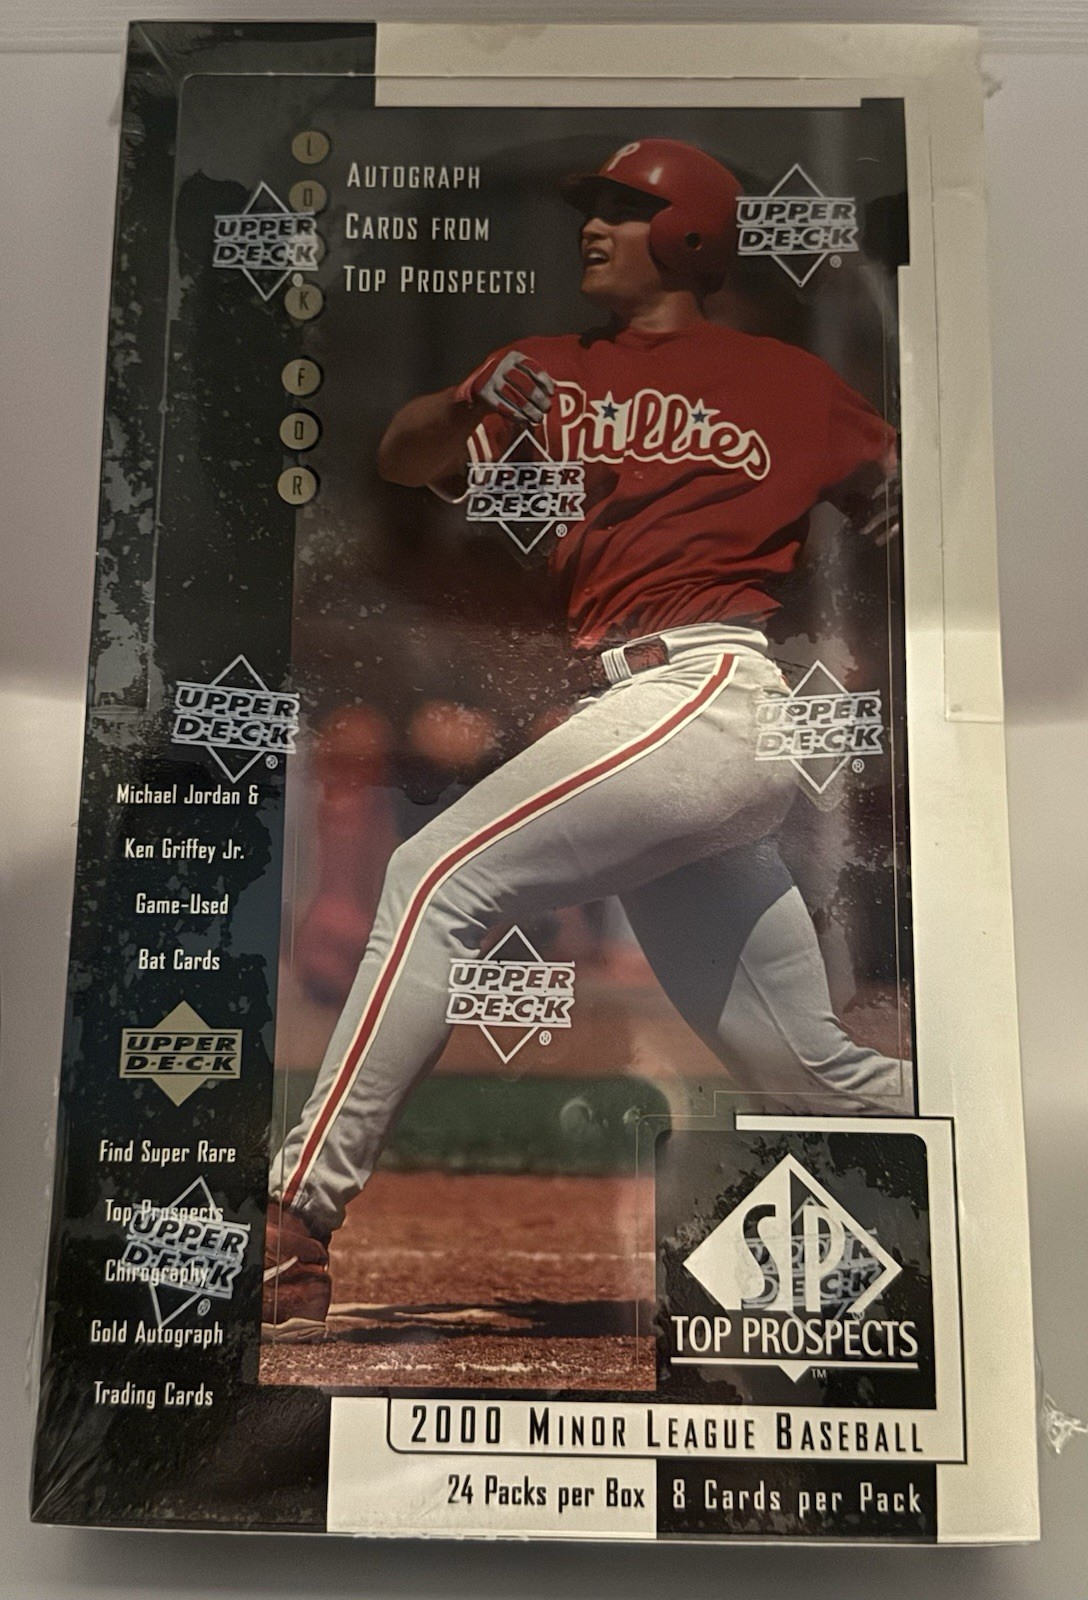 LOOK FOR
AUTOGRAPH
CARDS FROM
TOP PROSPECTS!
P
UPPER
DECK®
UPPER
DECK®
Phillies
UPPER
DECK®
UPPER
DECK®
UPPER
DECK®
Michael Jordan &
Ken Griffey Jr.
Game-Used
Bat Cards
UPPER
DECK
UPPER
DECK®
Find Super Rare
Top Prospects
Chirography
Gold Autograph
Trading Cards
UPPER
DECK®
SP
UPPER
DECK
TOP PROSPECTS
™
2000 MINOR LEAGUE BASEBALL
24 Packs per Box 8 Cards per Pack